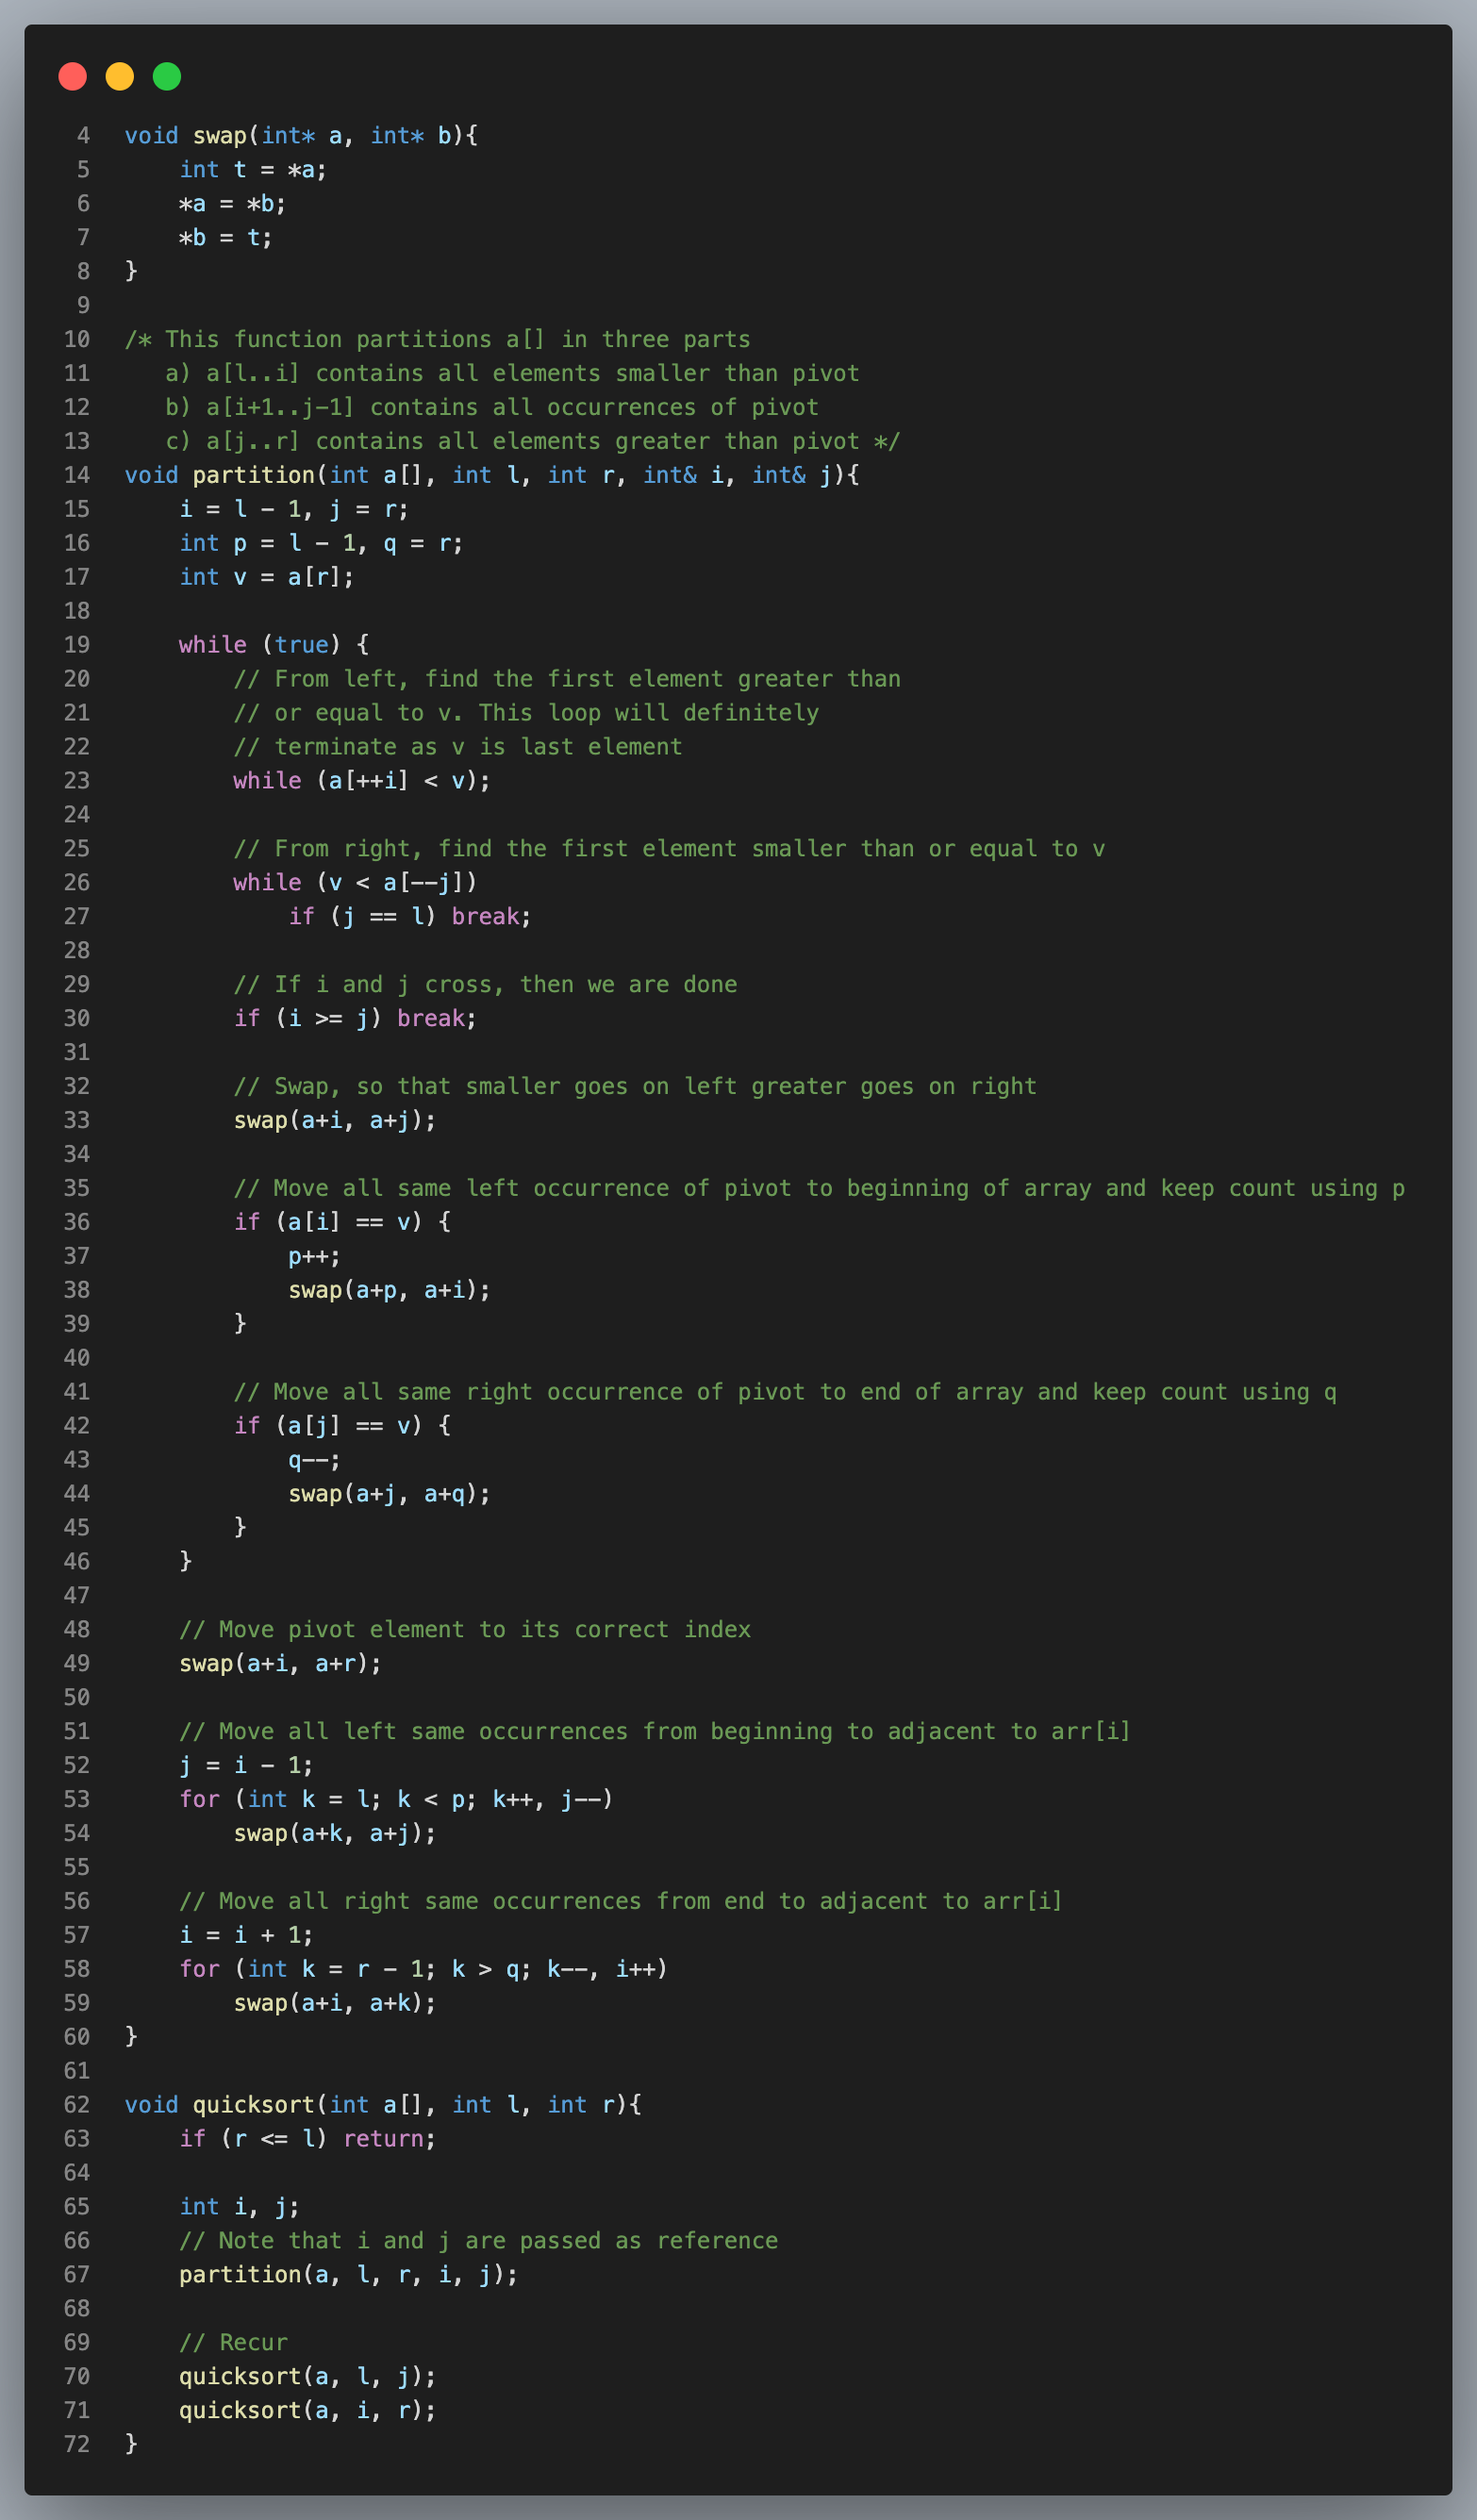 4 void swap(int* a, int* b){
5     int t = *a;
6     *a = *b;
7     *b = t;
8 }
9
10 /* This function partitions a[] in three parts
11    a) a[l..i] contains all elements smaller than pivot
12    b) a[i+1..j-1] contains all occurrences of pivot
13    c) a[j..r] contains all elements greater than pivot */
14 void partition(int a[], int l, int r, int& i, int& j){
15     i = l - 1, j = r;
16     int p = l - 1, q = r;
17     int v = a[r];
18
19     while (true) {
20         // From left, find the first element greater than
21         // or equal to v. This loop will definitely
22         // terminate as v is last element
23         while (a[++i] < v);
24
25         // From right, find the first element smaller than or equal to v
26         while (v < a[--j])
27             if (j == l) break;
28
29         // If i and j cross, then we are done
30         if (i >= j) break;
31
32         // Swap, so that smaller goes on left greater goes on right
33         swap(a+i, a+j);
34
35         // Move all same left occurrence of pivot to beginning of array and keep count using p
36         if (a[i] == v) {
37             p++;
38             swap(a+p, a+i);
39         }
40
41         // Move all same right occurrence of pivot to end of array and keep count using q
42         if (a[j] == v) {
43             q--;
44             swap(a+j, a+q);
45         }
46     }
47
48     // Move pivot element to its correct index
49     swap(a+i, a+r);
50
51     // Move all left same occurrences from beginning to adjacent to arr[i]
52     j = i - 1;
53     for (int k = l; k < p; k++, j--)
54         swap(a+k, a+j);
55
56     // Move all right same occurrences from end to adjacent to arr[i]
57     i = i + 1;
58     for (int k = r - 1; k > q; k--, i++)
59         swap(a+i, a+k);
60 }
61
62 void quicksort(int a[], int l, int r){
63     if (r <= l) return;
64
65     int i, j;
66     // Note that i and j are passed as reference
67     partition(a, l, r, i, j);
68
69     // Recur
70     quicksort(a, l, j);
71     quicksort(a, i, r);
72 }